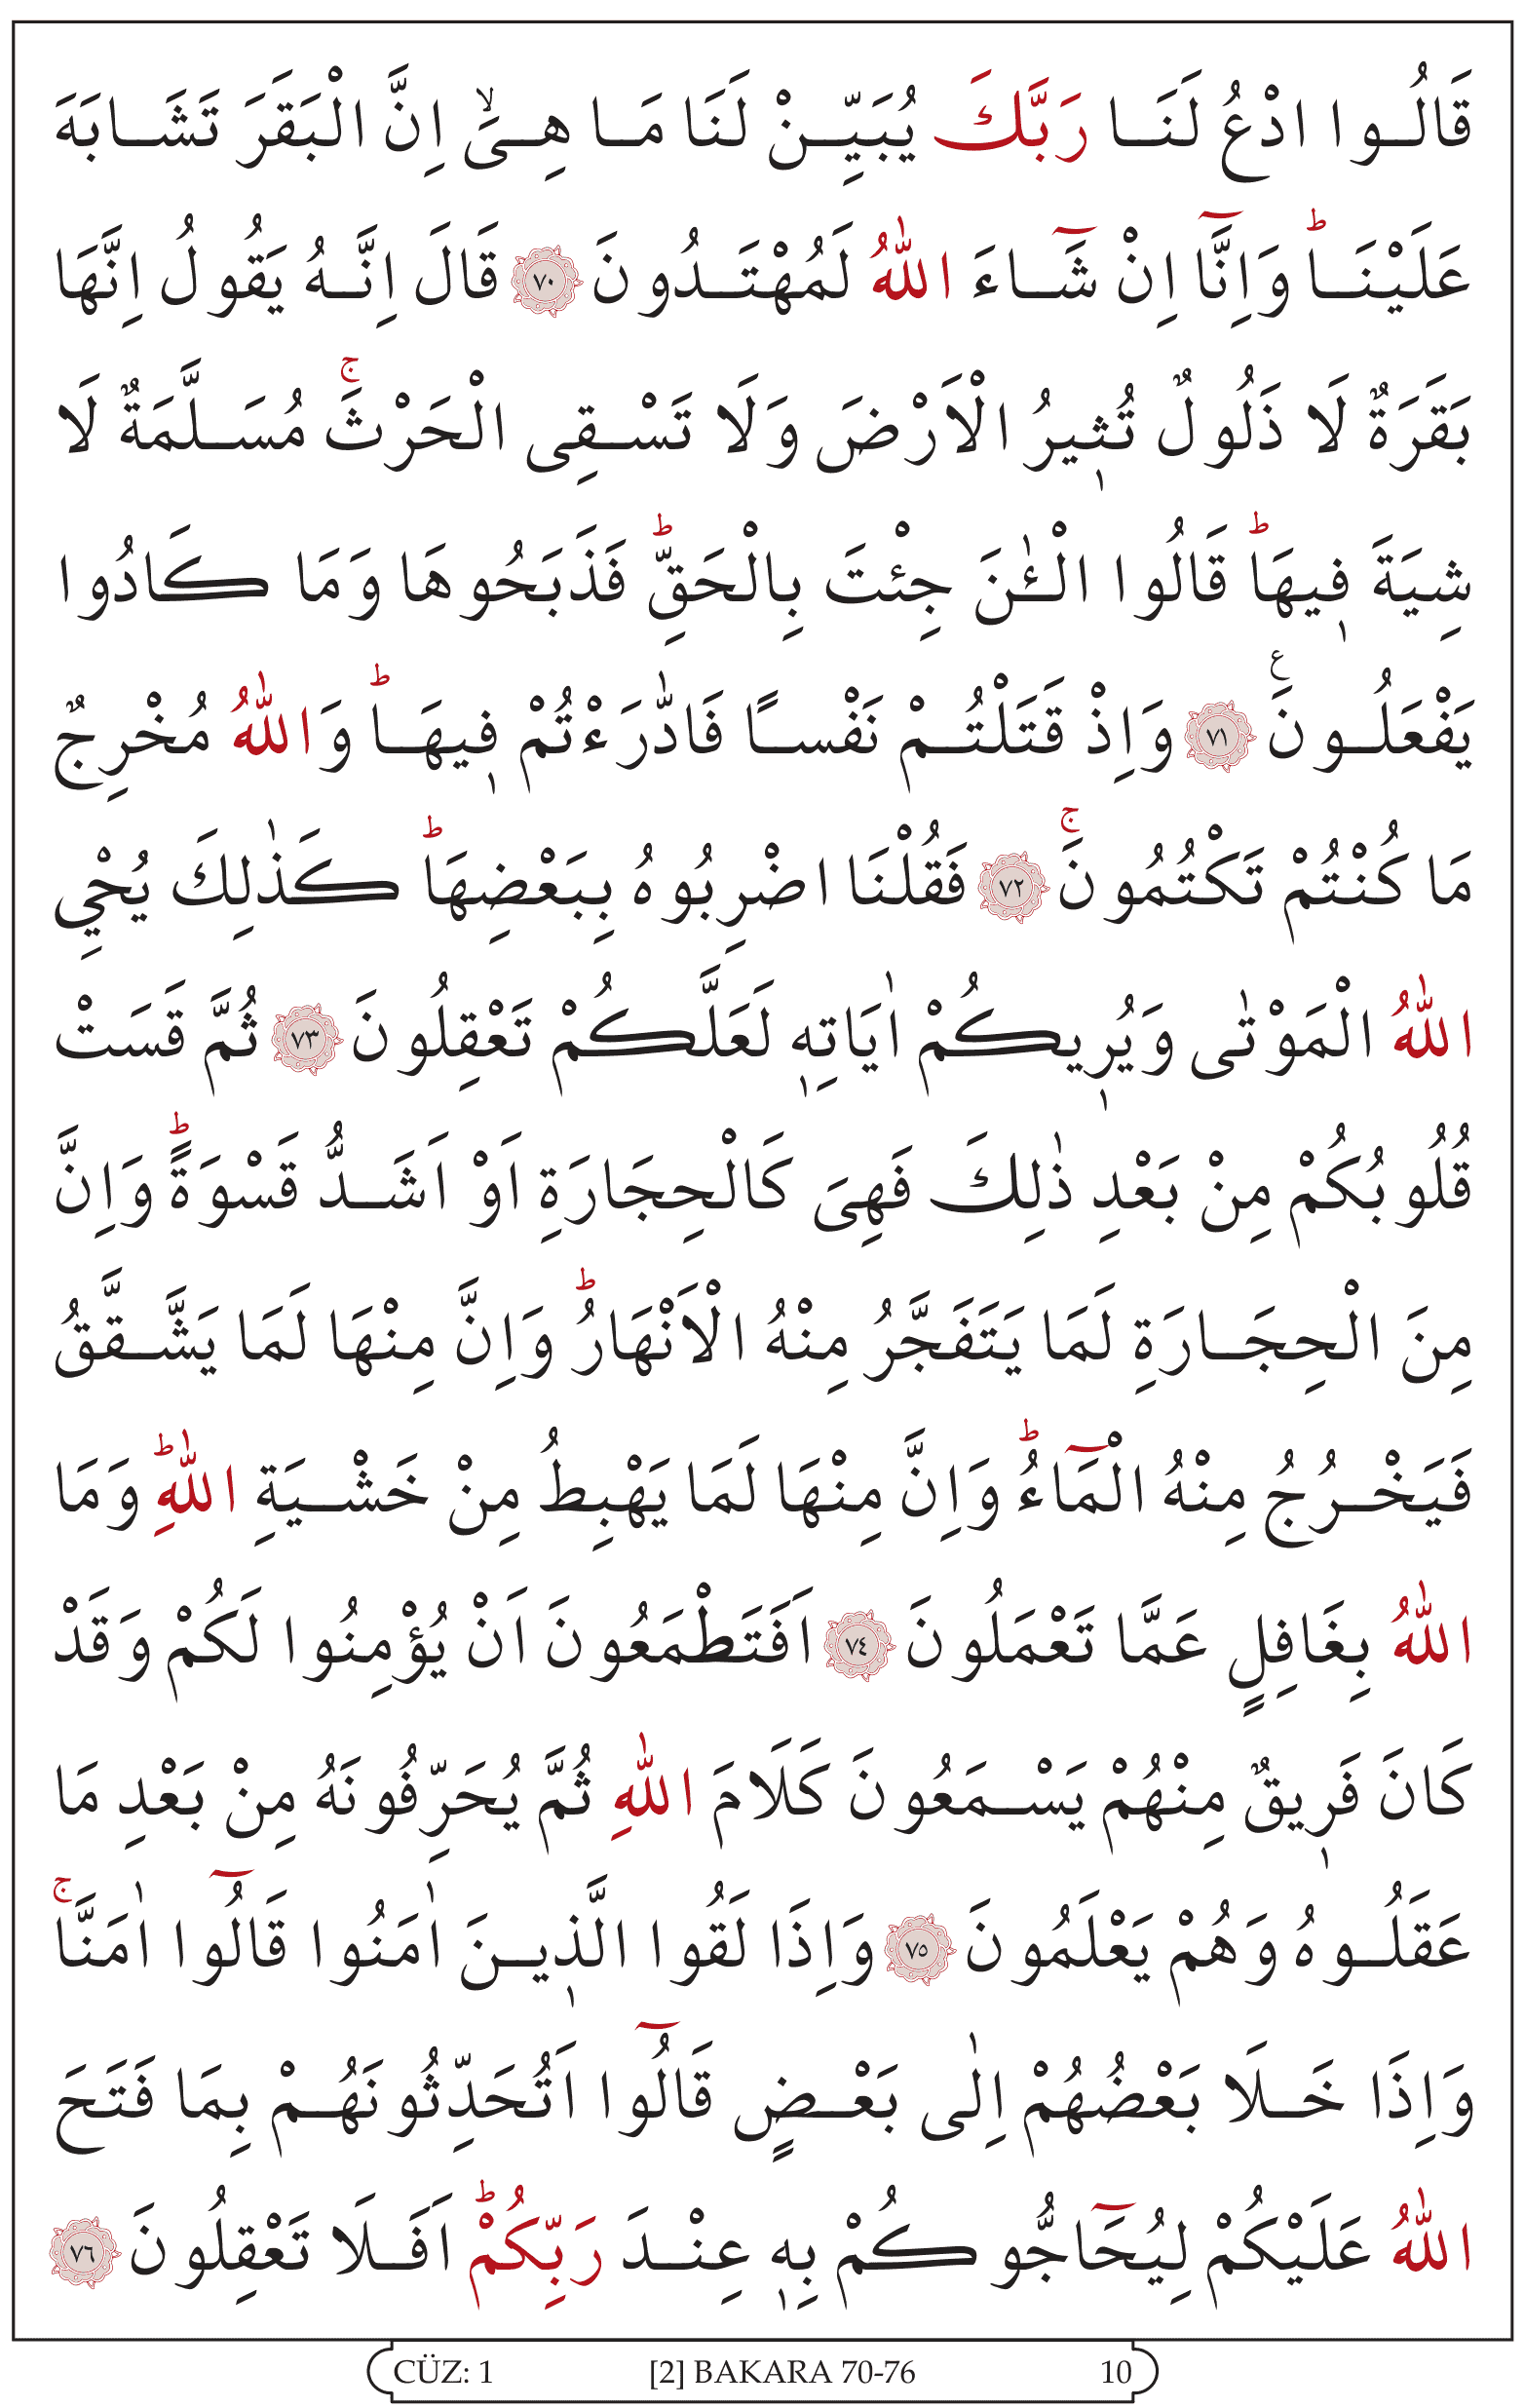 قَالُوا ادْعُ لَنَا رَبَّكَ يُبَيِّنْ لَنَا مَا هِىَۙ اِنَّ الْبَقَرَ تَشَابَهَ
عَلَيْنَاۜ وَاِنَّٓا اِنْ شَٓاءَ اللّٰهُ لَمُهْتَدُونَ ﴿٧٠﴾ قَالَ اِنَّهُ يَقُولُ اِنَّهَا
بَقَرَةٌ لَا ذَلُولٌ تُث۪يرُ الْاَرْضَ وَلَا تَسْقِى الْحَرْثَۚ مُسَلَّمَةٌ لَا
شِيَةَ ف۪يهَاۜ قَالُوا الْـٰٔنَ جِئْتَ بِالْحَقِّۜ فَذَبَحُوهَا وَمَا كَادُوا
يَفْعَلُونَ۟ ﴿٧١﴾ وَاِذْ قَتَلْتُمْ نَفْسًا فَادّٰرَءْتُمْ ف۪يهَاۜ وَاللّٰهُ مُخْرِجٌ
مَا كُنْتُمْ تَكْتُمُونَۚ ﴿٧٢﴾ فَقُلْنَا اضْرِبُوهُ بِبَعْضِهَاۜ كَذٰلِكَ يُحْيِ
اللّٰهُ الْمَوْتٰى وَيُر۪يكُمْ اٰيَاتِه۪ لَعَلَّكُمْ تَعْقِلُونَ ﴿٧٣﴾ ثُمَّ قَسَتْ
قُلُوبُكُمْ مِنْ بَعْدِ ذٰلِكَ فَهِىَ كَالْحِجَارَةِ اَوْ اَشَدُّ قَسْوَةًۜ وَاِنَّ
مِنَ الْحِجَارَةِ لَمَا يَتَفَجَّرُ مِنْهُ الْاَنْهَارُۜ وَاِنَّ مِنْهَا لَمَا يَشَّقَّقُ
فَيَخْرُجُ مِنْهُ الْمَٓاءُۜ وَاِنَّ مِنْهَا لَمَا يَهْبِطُ مِنْ خَشْيَةِ اللّٰهِۜ وَمَا
اللّٰهُ بِغَافِلٍ عَمَّا تَعْمَلُونَ ﴿٧٤﴾ اَفَتَطْمَعُونَ اَنْ يُؤْمِنُوا لَكُمْ وَقَدْ
كَانَ فَر۪يقٌ مِنْهُمْ يَسْمَعُونَ كَلَامَ اللّٰهِ ثُمَّ يُحَرِّفُونَهُ مِنْ بَعْدِ مَا
عَقَلُوهُ وَهُمْ يَعْلَمُونَ ﴿٧٥﴾ وَاِذَا لَقُوا الَّذ۪ينَ اٰمَنُوا قَالُٓوا اٰمَنَّاۚ
وَاِذَا خَلَا بَعْضُهُمْ اِلٰى بَعْضٍ قَالُٓوا اَتُحَدِّثُونَهُمْ بِمَا فَتَحَ
اللّٰهُ عَلَيْكُمْ لِيُحَٓاجُّوكُمْ بِه۪ عِنْدَ رَبِّكُمْۜ اَفَلَا تَعْقِلُونَ ﴿٧٦﴾
CÜZ: 1 [2] BAKARA 70-76 10